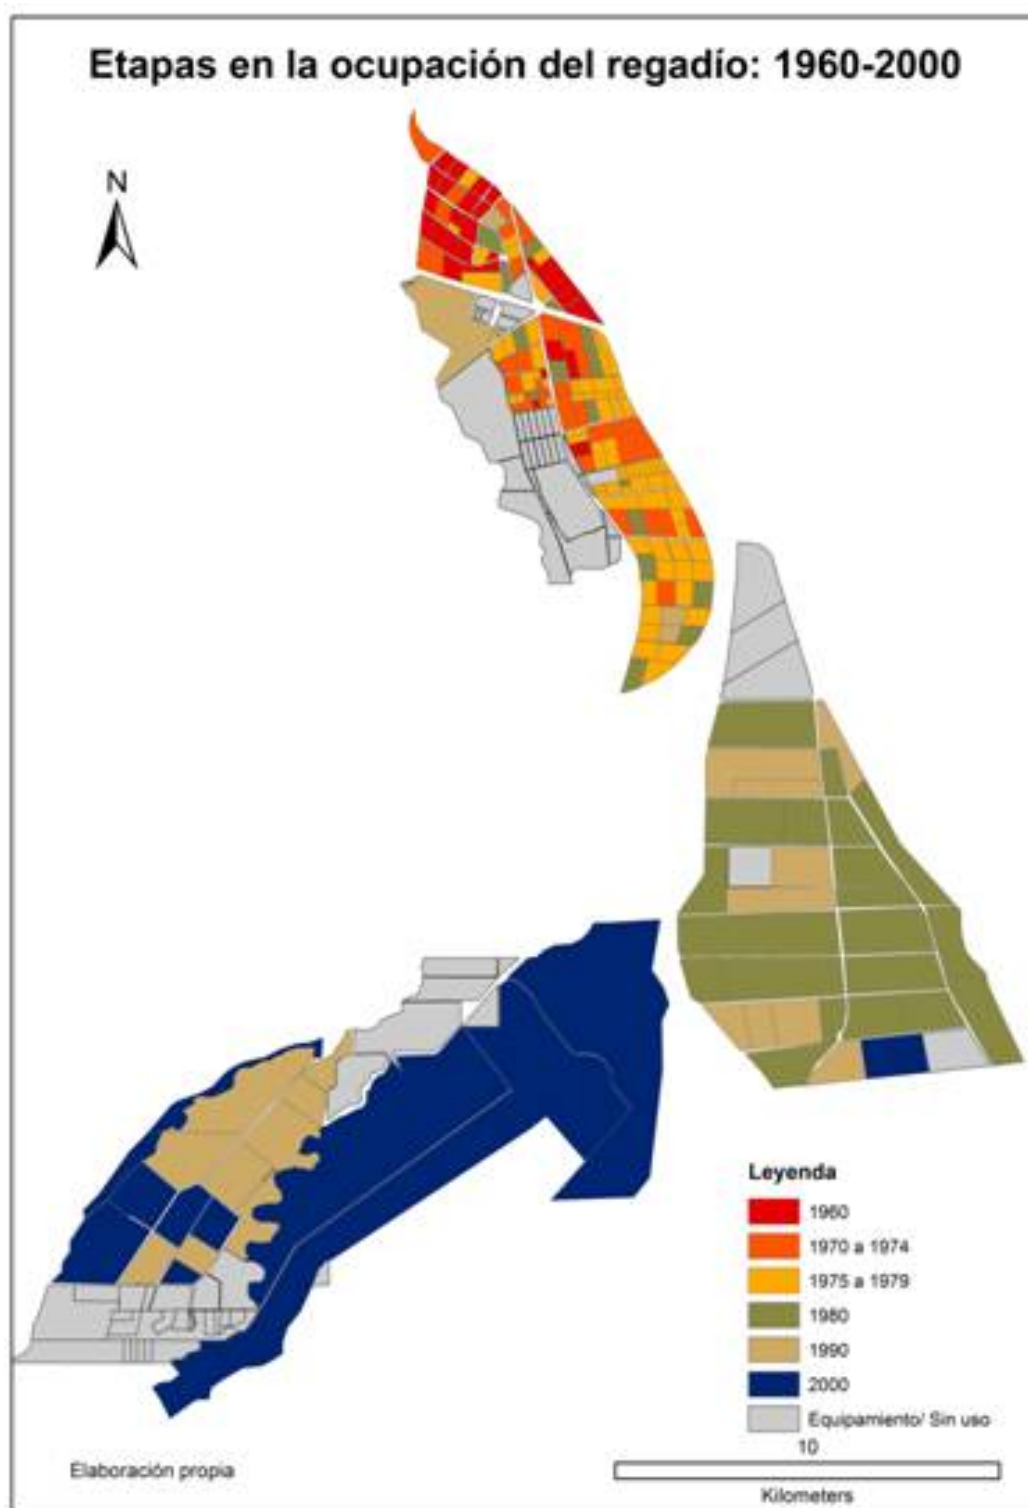 Etapas en la ocupación del regadío: 1960-2000
N
Leyenda
1960
1970 a 1974
1975 a 1979
1980
1990
2000
Equipamiento/ Sin uso
10
Kilometers
Elaboración propia